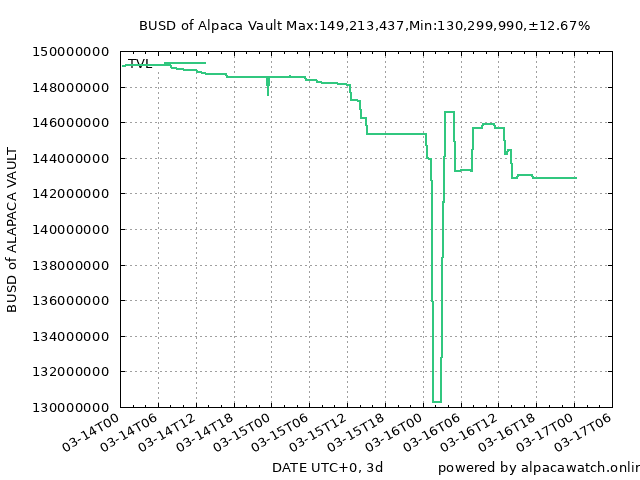 BUSD of Alpaca Vault Max:149,213,437,Min:130,299,990,±12.67%
150000000
TVL
148000000
146000000
144000000
142000000
140000000
138000000
136000000
134000000
132000000
130000000
BUSD of ALAPACA VAULT
03-14T00
03-14T06
03-14T12
03-14T18
03-15T00
03-15T06
03-15T12
03-15T18
03-16T00
03-16T06
03-16T12
03-16T18
03-17T00
03-17T06
DATE UTC+0, 3d
powered by alpacawatch.onlin